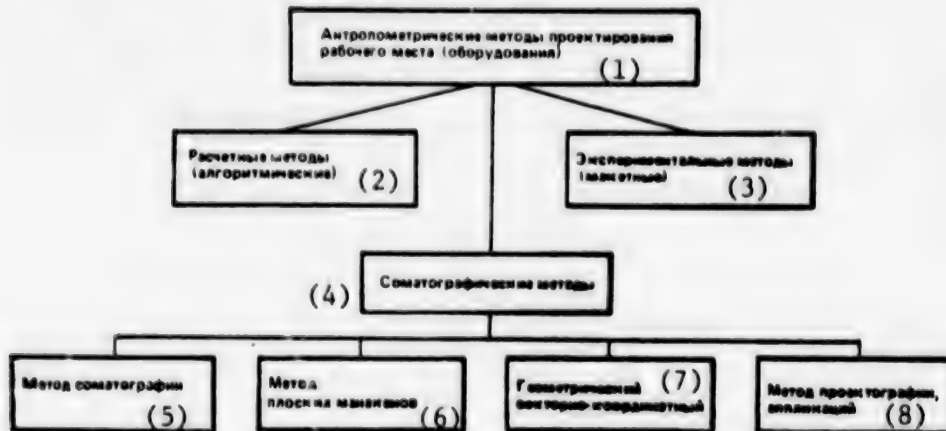 Антропометрические методы проектирования
рабочего места (оборудования)
(1)
Расчетные методы
(алгоритмические) (2)
Экспериментальные методы
(макетные) (3)
(4) Соматографические методы
Метод соматографии
(5)
Метод
плоских манекенов (6)
Геометрический (7)
векторно-координатный
Метод проектографии,
аппликаций (8)